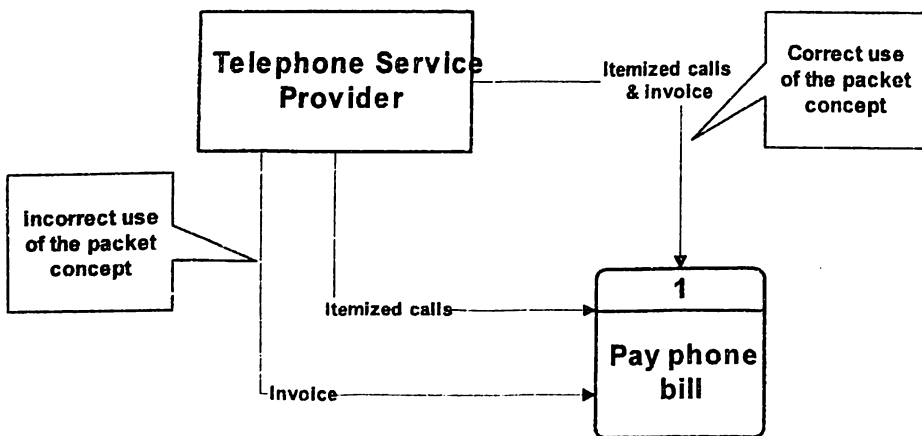 Telephone Service
Provider
Itemized calls
& invoice
Correct use
of the packet
concept
incorrect use
of the packet
concept
1
Itemized calls
Pay phone
bill
Invoice